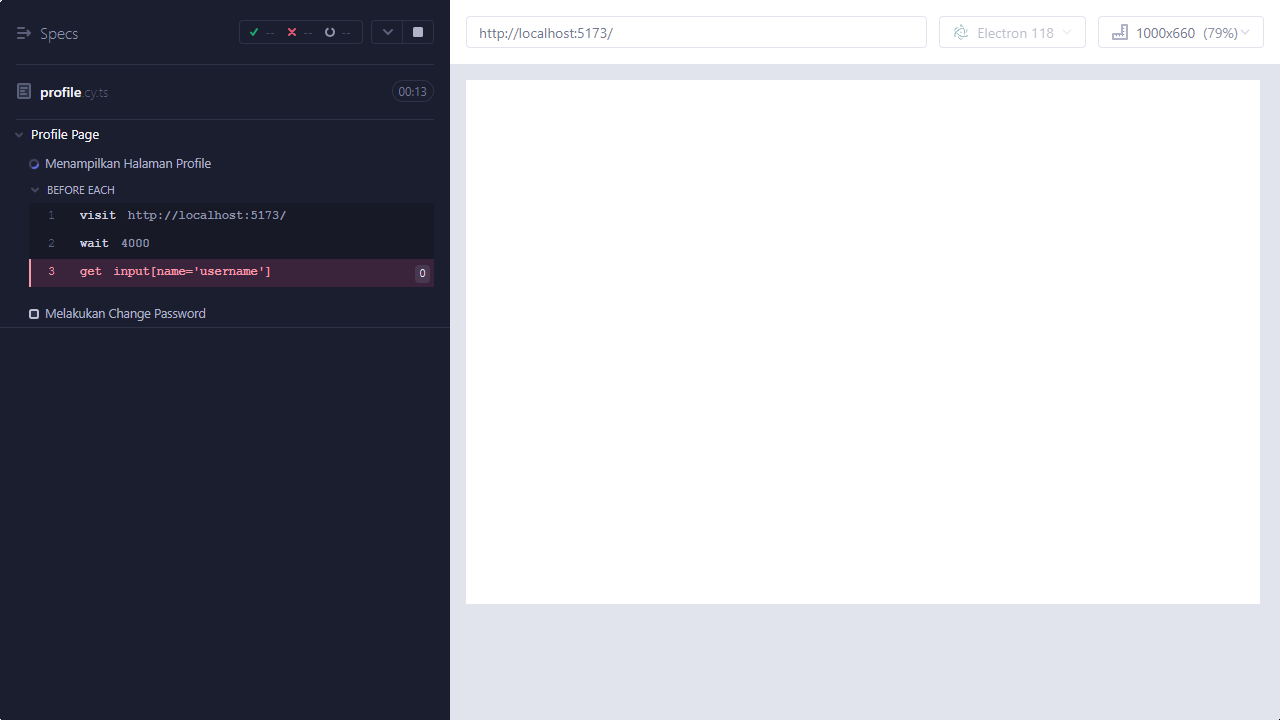 Specs -- -- --
profile.cy.ts 00:13
Profile Page
Menampilkan Halaman Profile
BEFORE EACH
1 visit http://localhost:5173/
2 wait 4000
3 get input[name='username'] 0
Melakukan Change Password
http://localhost:5173/ Electron 118 1000x660 (79%)